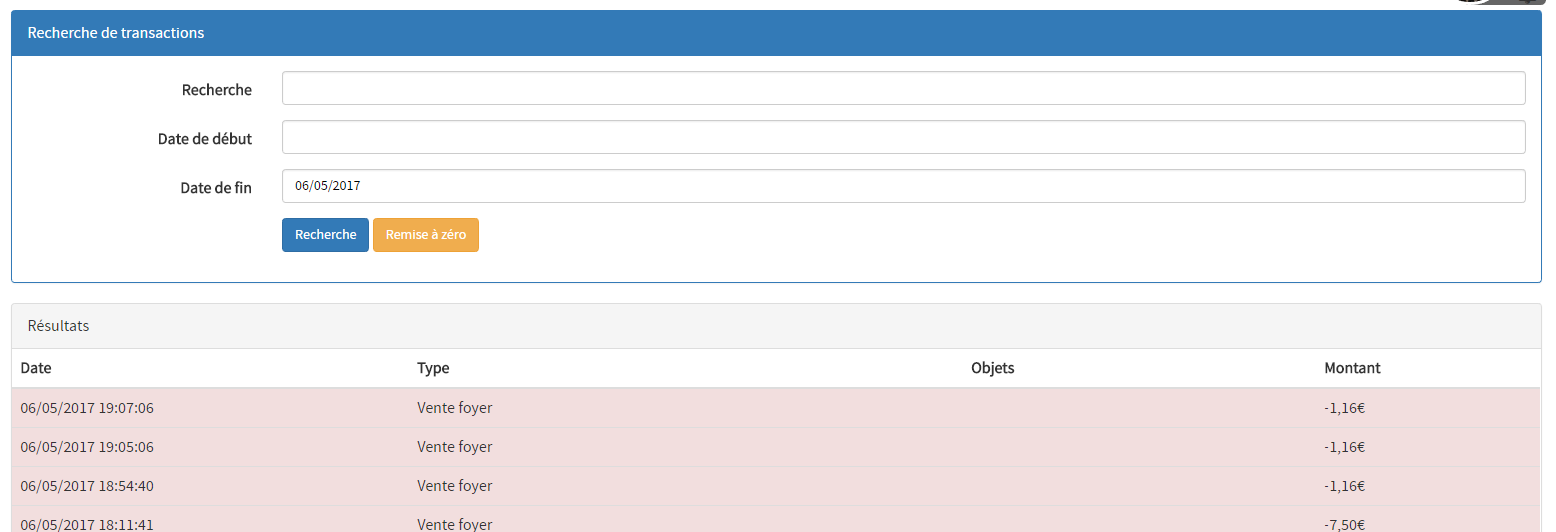 Recherche de transactions
Recherche
Date de début
Date de fin 06/05/2017
Recherche Remise à zéro
Résultats
Date Type Objets Montant
06/05/2017 19:07:06 Vente foyer -1,16€
06/05/2017 19:05:06 Vente foyer -1,16€
06/05/2017 18:54:40 Vente foyer -1,16€
06/05/2017 18:11:41 Vente foyer -7,50€